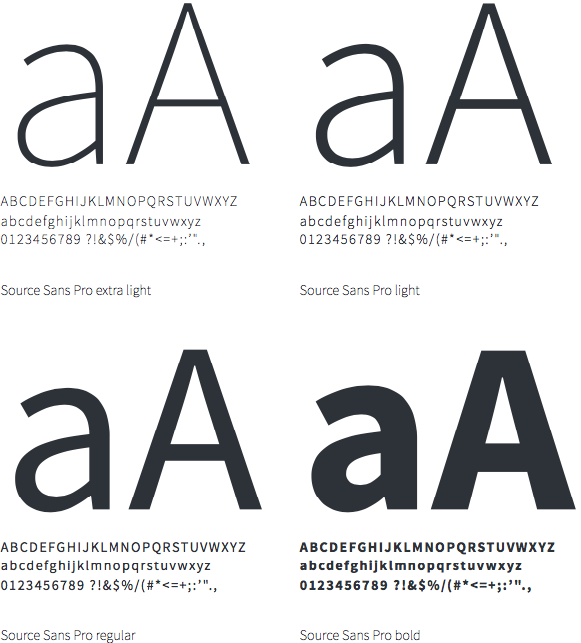 aA
ABCDEFGHIJKLMNOPQRSTUVWXYZ
abcdefghijklmnopqrstuvwxyz
0123456789 ?!&$%/(#*<=+;:’".,
Source Sans Pro extra light
aA
ABCDEFGHIJKLMNOPQRSTUVWXYZ
abcdefghijklmnopqrstuvwxyz
0123456789 ?!&$%/(#*<=+;:’".,
Source Sans Pro light
aA
ABCDEFGHIJKLMNOPQRSTUVWXYZ
abcdefghijklmnopqrstuvwxyz
0123456789 ?!&$%/(#*<=+;:’".,
Source Sans Pro regular
aA
ABCDEFGHIJKLMNOPQRSTUVWXYZ
abcdefghijklmnopqrstuvwxyz
0123456789 ?!&$%/(#*<=+;:’".,
Source Sans Pro bold